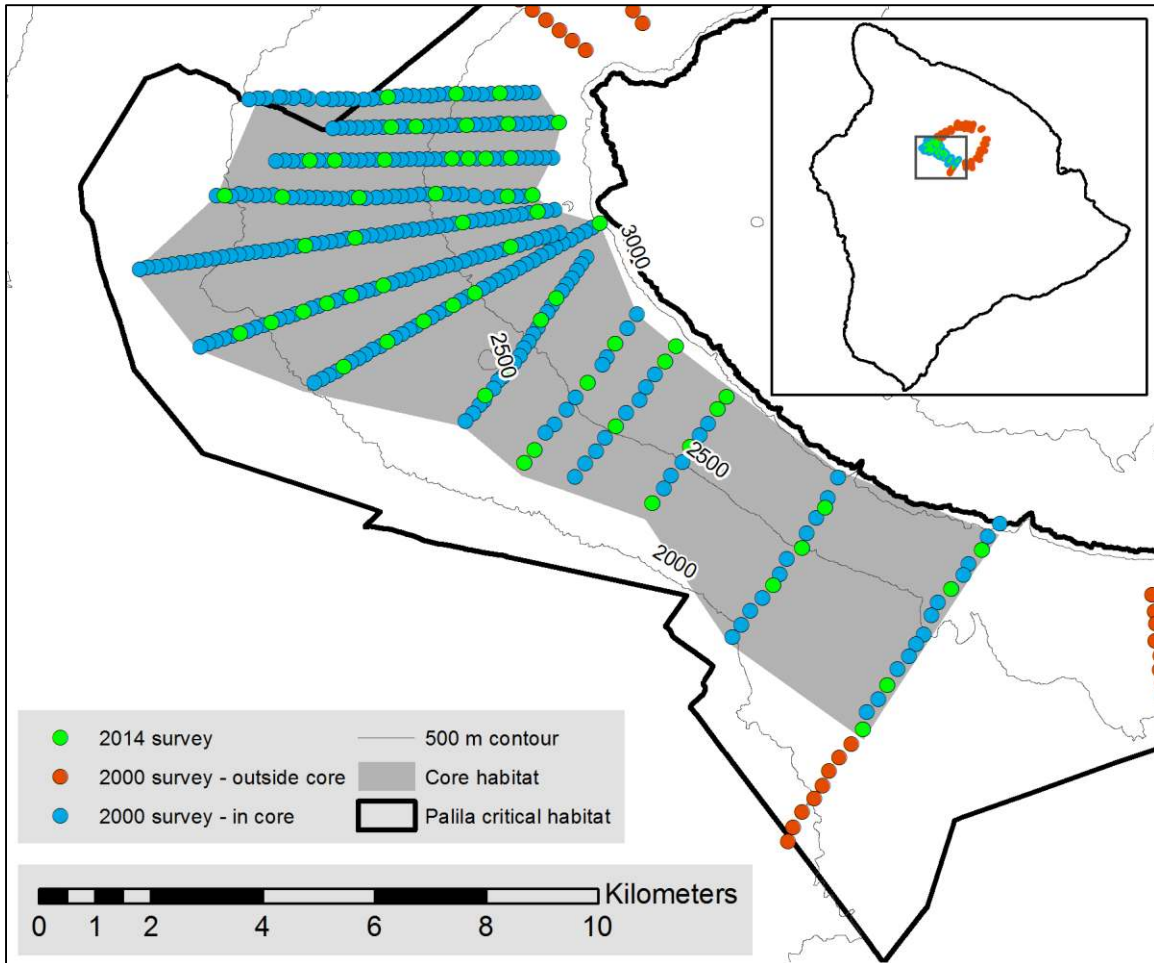 3000
2500
2500
2000
2014 survey
2000 survey - outside core
2000 survey - in core
500 m contour
Core habitat
Palila critical habitat
Kilometers
0 1 2 4 6 8 10